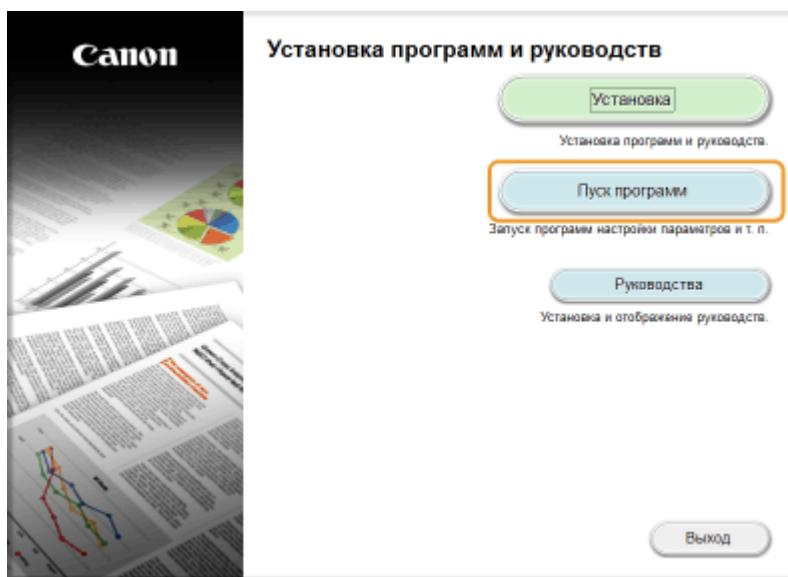 Canon
Установка программ и руководств
Установка
Установка программ и руководств.
Пуск программ
Запуск программ настройки параметров и т. п.
Руководства
Установка и отображение руководств.
Выход